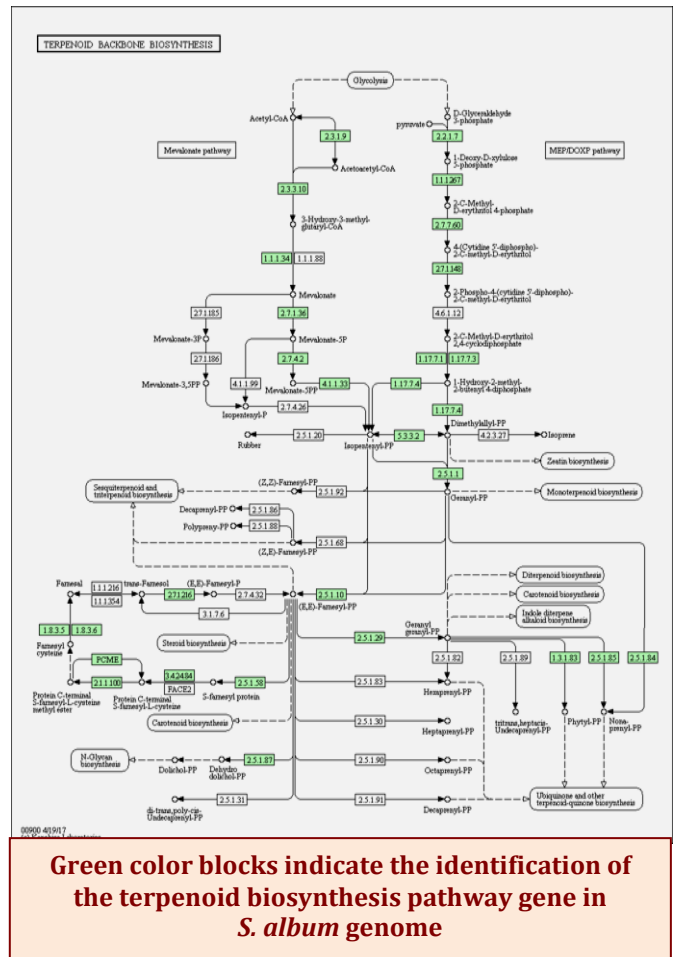 TERPENOID BACKBONE BIOSYNTHESIS
Glycolysis
Acetyl-CoA
pyruvate
D-Glyceraldehyde
3-phosphate
2.3.1.9
2.2.1.7
Mevalonate pathway
MEP/DOXP pathway
Acetoacetyl-CoA
1-Deoxy-D-xylulose
5-phosphate
2.3.3.10
1.1.1.267
3-Hydroxy-3-methyl-
glutaryl-CoA
2-C-Methyl-
D-erythritol 4-phosphate
2.7.7.60
4-(Cytidine 5'-diphospho)-
2-C-methyl-D-erythritol
1.1.1.34
1.1.1.88
2.7.1.148
Mevalonate
2-Phospho-4-(cytidine 5'-diphospho)-
2-C-methyl-D-erythritol
2.7.1.185
2.7.1.36
4.6.1.12
Mevalonate-3P
Mevalonate-5P
2-C-Methyl-D-erythritol
2,4-cyclodiphosphate
2.7.1.186
2.7.4.2
1.17.7.1
1.17.7.3
Mevalonate-3,5PP
4.1.1.99
Mevalonate-5PP
4.1.1.33
1.17.7.4
1-Hydroxy-2-methyl-
2-butenyl 4-diphosphate
Isopentenyl-P
2.7.4.26
1.17.7.4
Dimethylallyl-PP
Rubber
2.5.1.20
Isopentenyl-PP
5.3.3.2
4.2.3.27
Isoprene
Zeatin biosynthesis
2.5.1.1
Sesquiterpenoid and
triterpenoid biosynthesis
(Z,Z)-Farnesyl-PP
2.5.1.92
Geranyl-PP
Monoterpenoid biosynthesis
Decaprenyl-PP
2.5.1.86
Polypreny-PP
2.5.1.88
(Z,E)-Farnesyl-PP
2.5.1.68
Farnesal
1.1.1.216
1.1.1.354
trans-Farnesol
2.7.1.216
(E,E)-Farnesyl-P
2.7.4.32
2.5.1.10
(E,E)-Farnesyl-PP
Diterpenoid biosynthesis
Carotenoid biosynthesis
Indole diterpene
alkaloid biosynthesis
3.1.7.6
1.8.3.5
1.8.3.6
Steroid biosynthesis
2.5.1.29
Geranyl
geranyl-PP
Farnesyl
cysteine
PCME
3.4.24.84
FACE2
2.5.1.82
2.5.1.89
1.3.1.83
2.5.1.85
2.5.1.84
2.1.1.100
2.5.1.58
2.5.1.83
Protein C-terminal
S-farnesyl-L-cysteine
methyl ester
Protein C-terminal
S-farnesyl-L-cysteine
S-farnesyl protein
Hexaprenyl-PP
Carotenoid biosynthesis
2.5.1.30
Heptaprenyl-PP
tritrans,heptacis-
Undecaprenyl-PP
Phytyl-PP
Nona-
prenyl-PP
N-Glycan
biosynthesis
Dolichol-PP
2.5.1.87
Dehydro
dolichol-PP
2.5.1.90
Octaprenyl-PP
2.5.1.31
di-trans,poly-cis-
Undecaprenyl-PP
2.5.1.91
Decaprenyl-PP
Ubiquinone and other
terpenoid-quinone biosynthesis
00900 4/19/17
Green color blocks indicate the identification of
the terpenoid biosynthesis pathway gene in
S. album genome